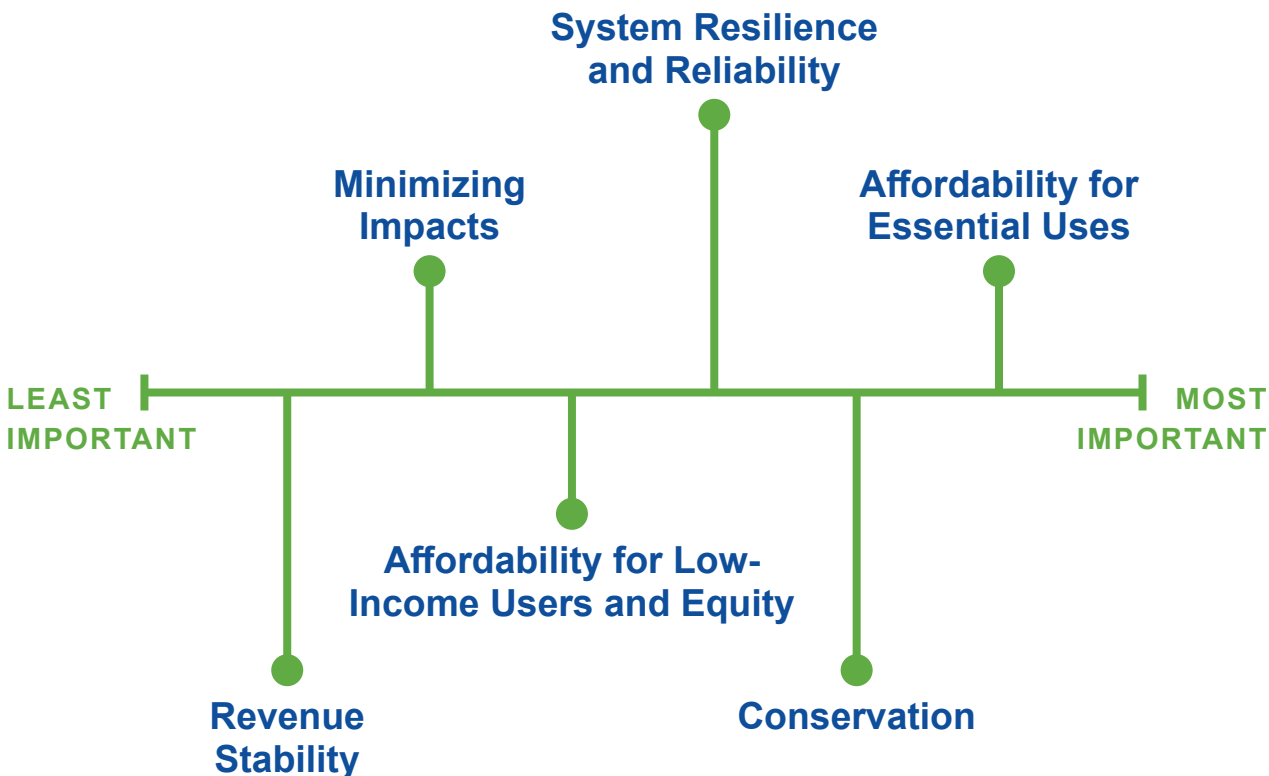 System Resilience
and Reliability
Minimizing
Impacts
Affordability for
Essential Uses
LEAST
IMPORTANT
MOST
IMPORTANT
Affordability for Low-
Income Users and Equity
Revenue
Stability
Conservation